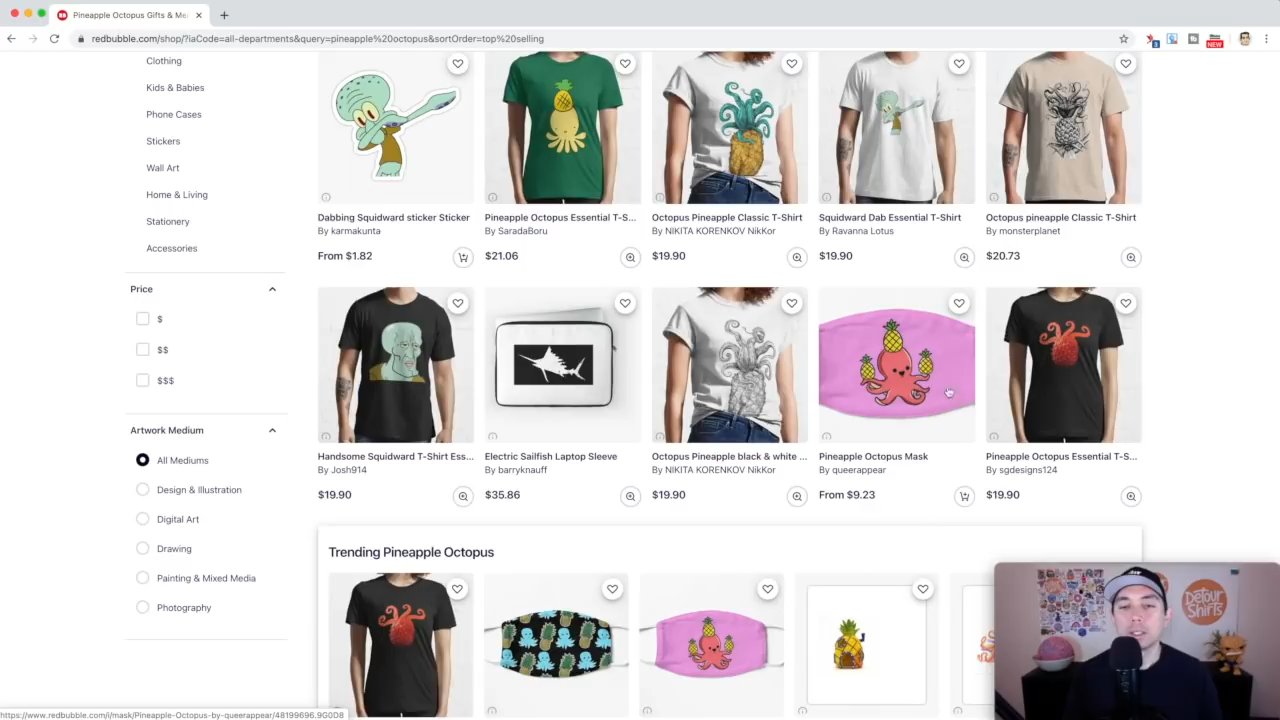 Pineapple Octopus Gifts & Me
redbubble.com/shop/?iaCode=all-departments&query=pineapple%20octopus&sortOrder=top%20selling
3
NEW
Clothing
Kids & Babies
Phone Cases
Stickers
Wall Art
Home & Living
Stationery
Accessories
Price
$
$$
$$$
Artwork Medium
All Mediums
Design & Illustration
Digital Art
Drawing
Painting & Mixed Media
Photography
Dabbing Squidward sticker Sticker
By karmakunta
From $1.82
Pineapple Octopus Essential T-S...
By SaradaBoru
$21.06
Octopus Pineapple Classic T-Shirt
By NIKITA KORENKOV NikKor
$19.90
Squidward Dab Essential T-Shirt
By Ravanna Lotus
$19.90
Octopus pineapple Classic T-Shirt
By monsterplanet
$20.73
Handsome Squidward T-Shirt Ess...
By Josh914
$19.90
Electric Sailfish Laptop Sleeve
By barryknauff
$35.86
Octopus Pineapple black & white ...
By NIKITA KORENKOV NikKor
$19.90
Pineapple Octopus Mask
By queerappear
From $9.23
Pineapple Octopus Essential T-S...
By sgdesigns124
$19.90
Trending Pineapple Octopus
DETOUR
SHIRTS
https://www.redbubble.com/i/mask/Pineapple-Octopus-by-queerappear/48199696.9G0D8